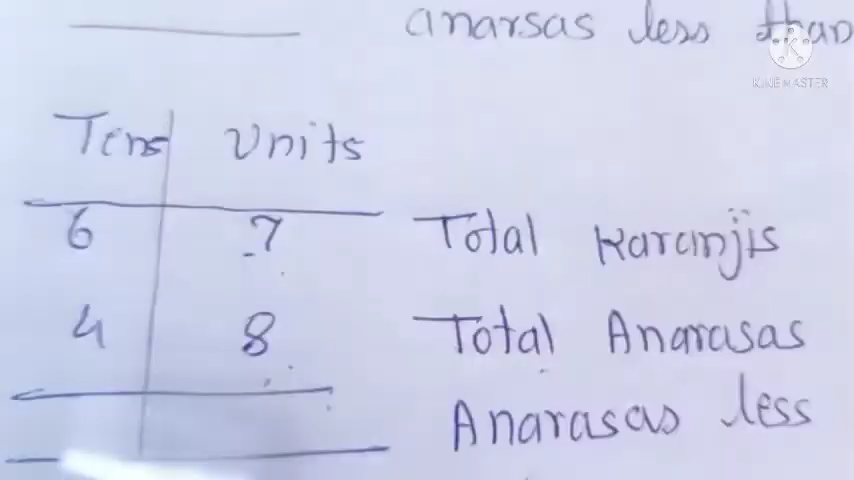 anarsas less than
K
KINEMASTER
Tens Units
6 7 Total Karanjis
4 8 Total Anarasas
Anarasas less